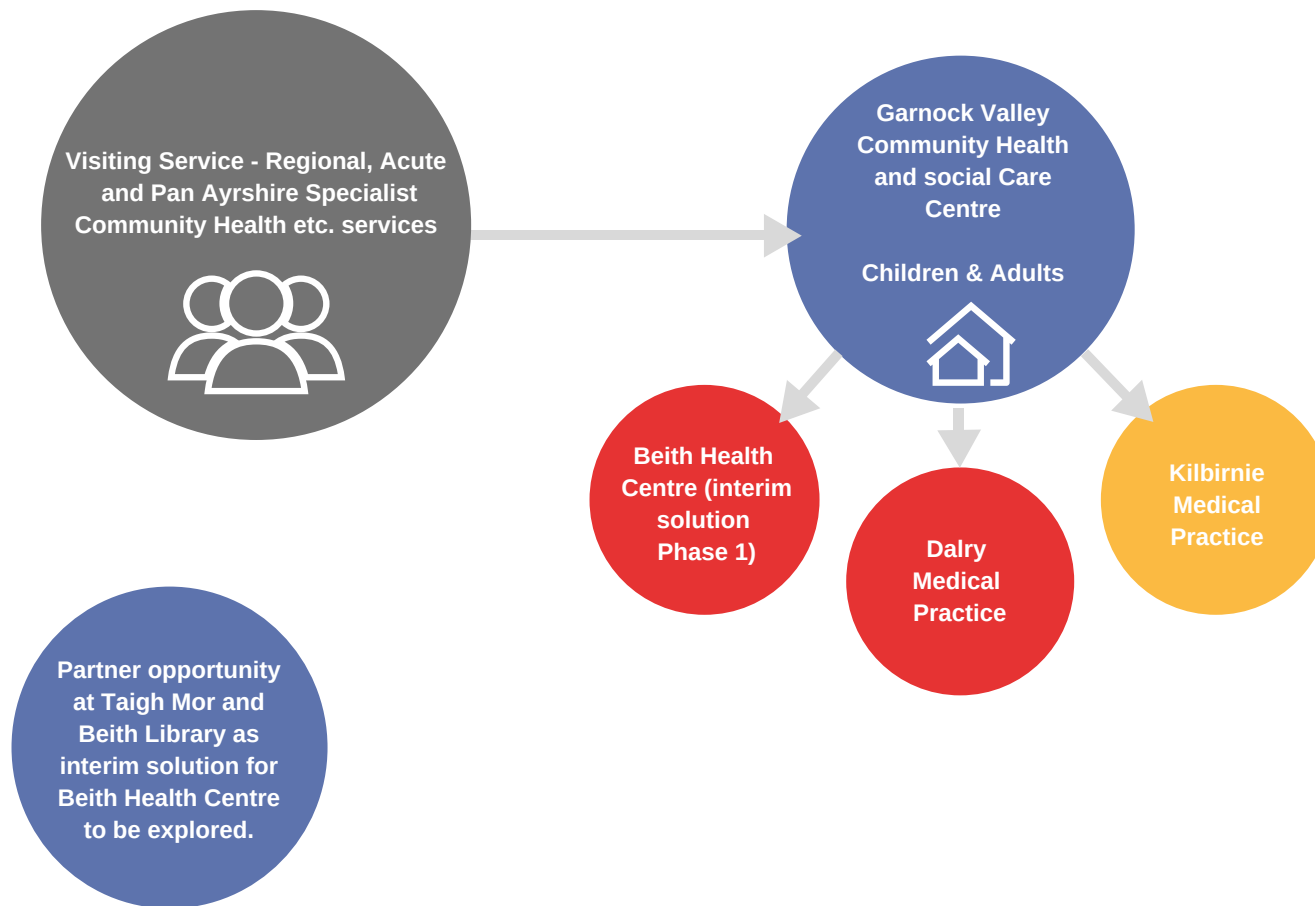 Visiting Service - Regional, Acute
and Pan Ayrshire Specialist
Community Health etc. services
Garnock Valley
Community Health
and social Care
Centre
Children & Adults
Beith Health
Centre (interim
solution
Phase 1)
Dalry
Medical
Practice
Kilbirnie
Medical
Practice
Partner opportunity
at Taigh Mor and
Beith Library as
interim solution for
Beith Health Centre
to be explored.